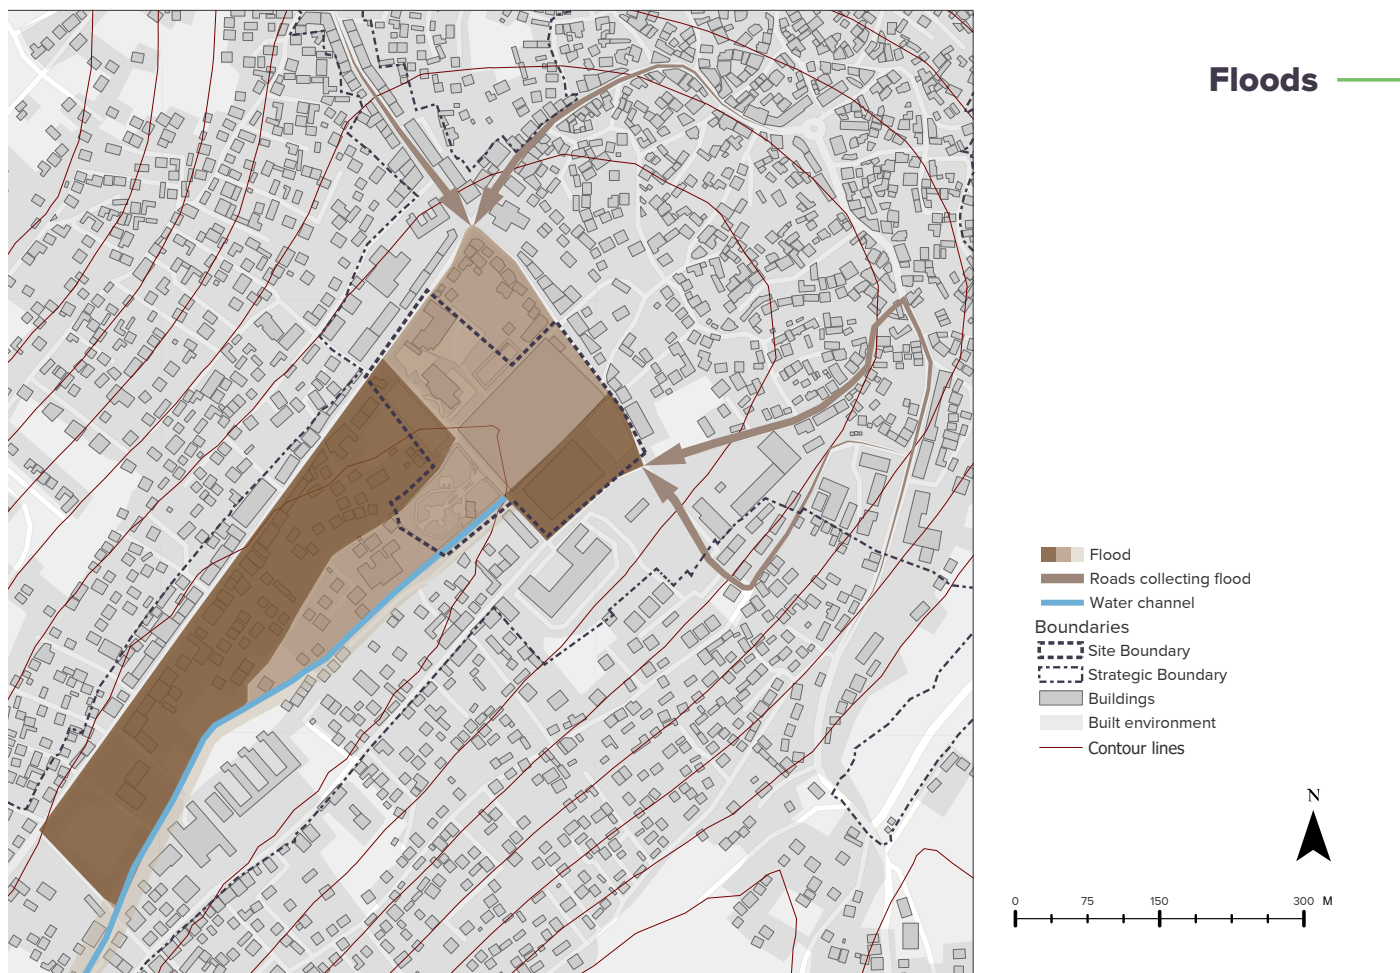 Floods
Flood
Roads collecting flood
Water channel
Boundaries
Site Boundary
Strategic Boundary
Buildings
Built environment
Contour lines
N
0 75 150 300 M